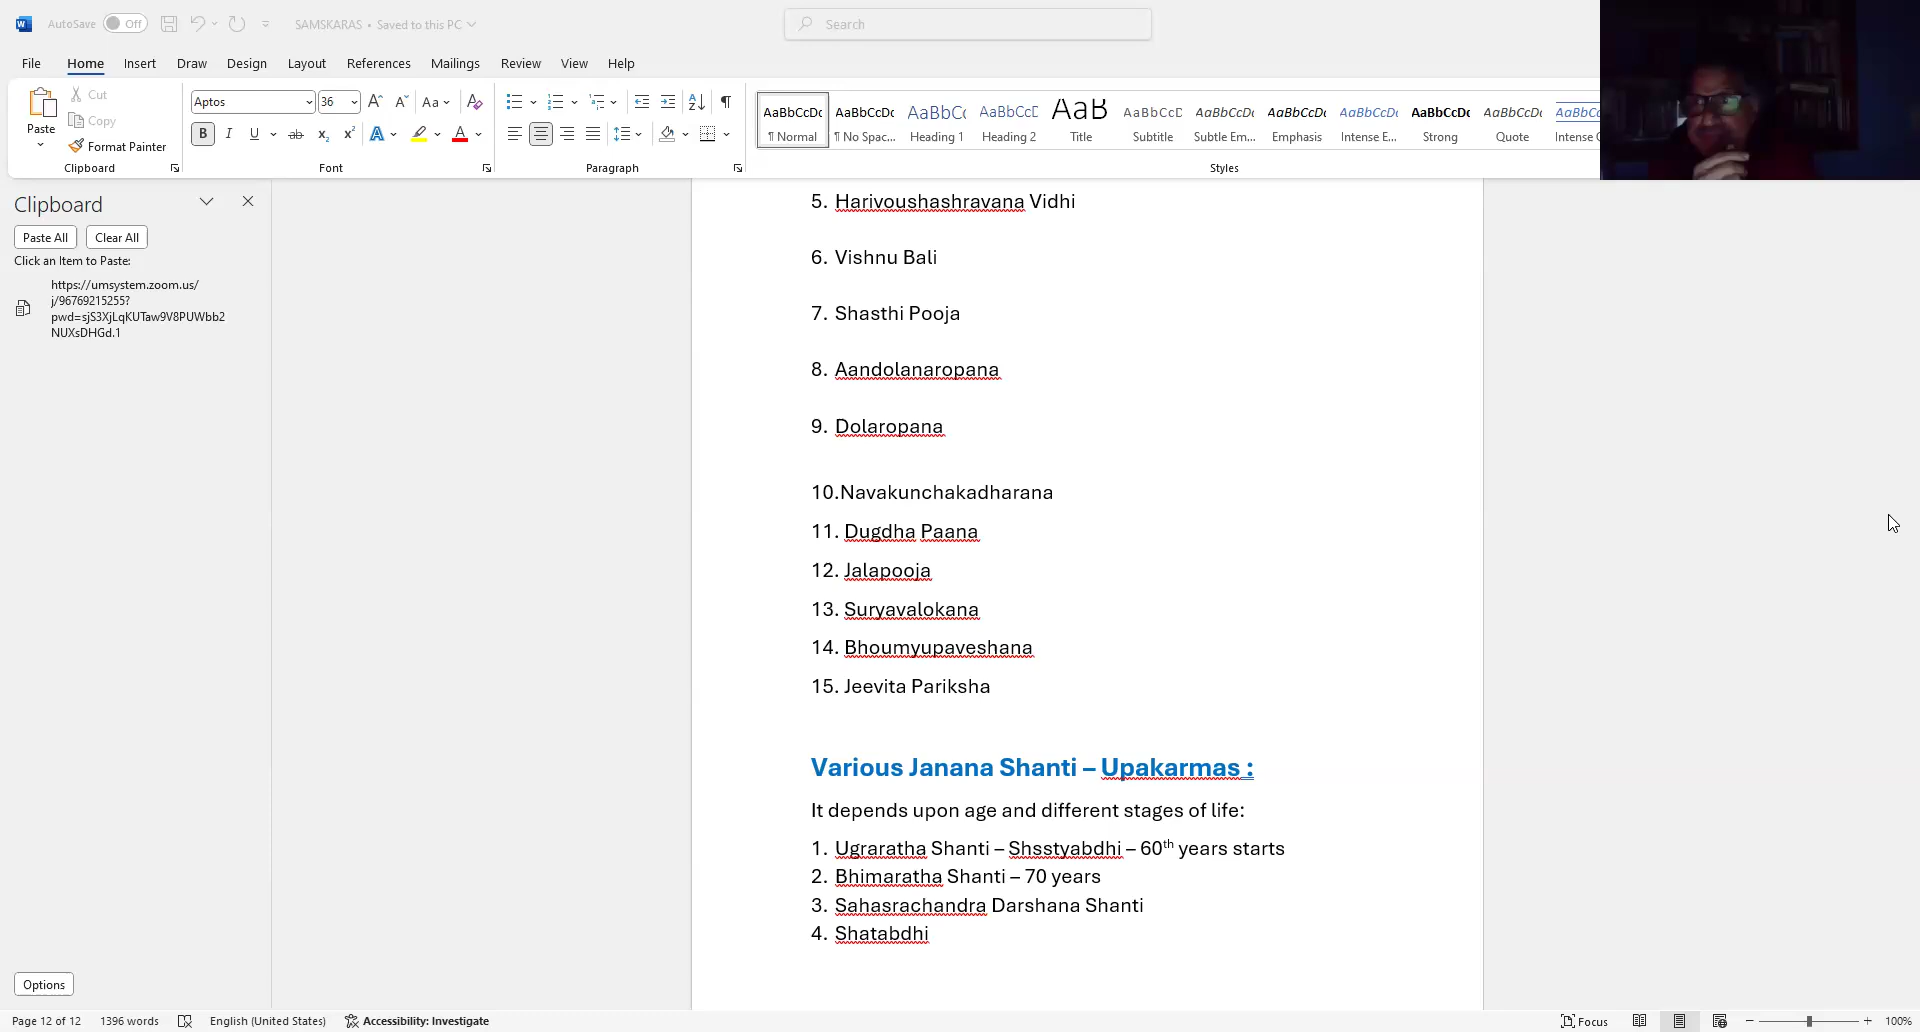 AutoSave Off SAMSKARAS • Saved to this PC Search
File Home Insert Draw Design Layout References Mailings Review View Help
Paste Cut Copy Format Painter
Aptos 36 Aa
B I U ab x₂ x² A A
AaBbCcDc AaBbCcDc AaBbCc AaBbCcD AaB AaBbCcD AaBbCcDc AaBbCcDc AaBbCcDc AaBbCcDc AaBbCcDc AaBbCc
¶ Normal ¶ No Spac... Heading 1 Heading 2 Title Subtitle Subtle Em... Emphasis Intense E... Strong Quote Intense
Clipboard Font Paragraph Styles
Clipboard
Paste All Clear All
Click an Item to Paste:
https://umsystem.zoom.us/
j/96769215255?
pwd=sjS3XjLqKUTaw9V8PUWbb2
NUXsDHGd.1
Options
5. Harivoushashravana Vidhi
6. Vishnu Bali
7. Shasthi Pooja
8. Aandolanaropana
9. Dolaropana
10.Navakunchakadharana
11. Dugdha Paana
12. Jalapooja
13. Suryavalokana
14. Bhoumyupaveshana
15. Jeevita Pariksha
Various Janana Shanti – Upakarmas :
It depends upon age and different stages of life:
1. Ugraratha Shanti – Shsstyabdhi – 60th years starts
2. Bhimaratha Shanti – 70 years
3. Sahasrachandra Darshana Shanti
4. Shatabdhi
Page 12 of 12 1396 words English (United States) Accessibility: Investigate Focus 100%